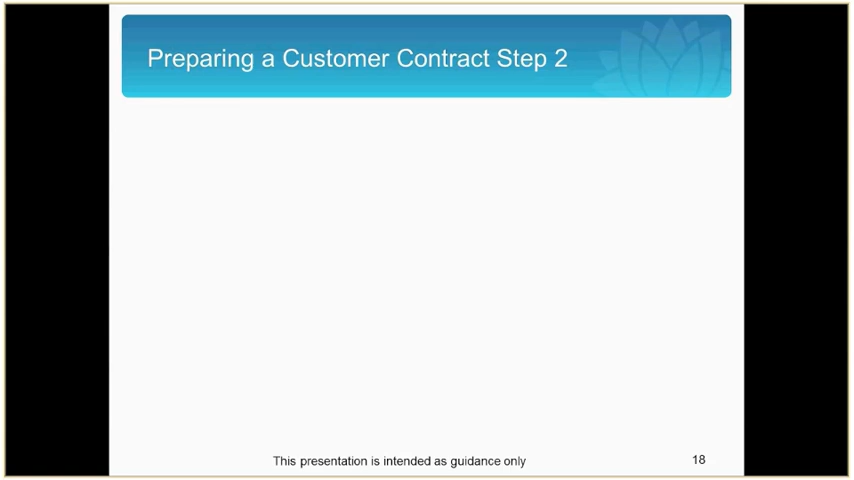 Preparing a Customer Contract Step 2
This presentation is intended as guidance only
18